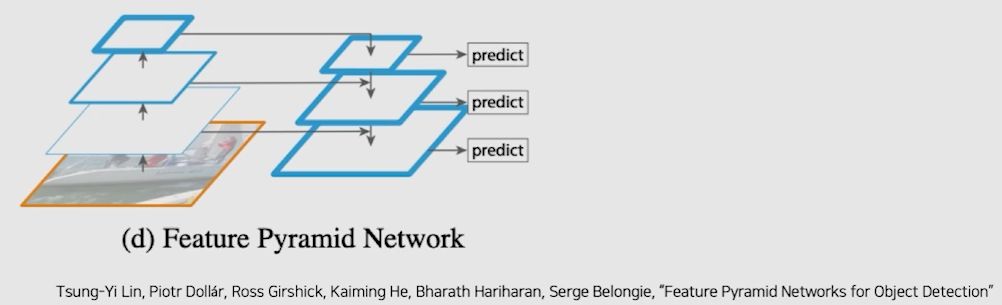 predict
predict
predict
(d) Feature Pyramid Network
Tsung-Yi Lin, Piotr Dollár, Ross Girshick, Kaiming He, Bharath Hariharan, Serge Belongie, “Feature Pyramid Networks for Object Detection”